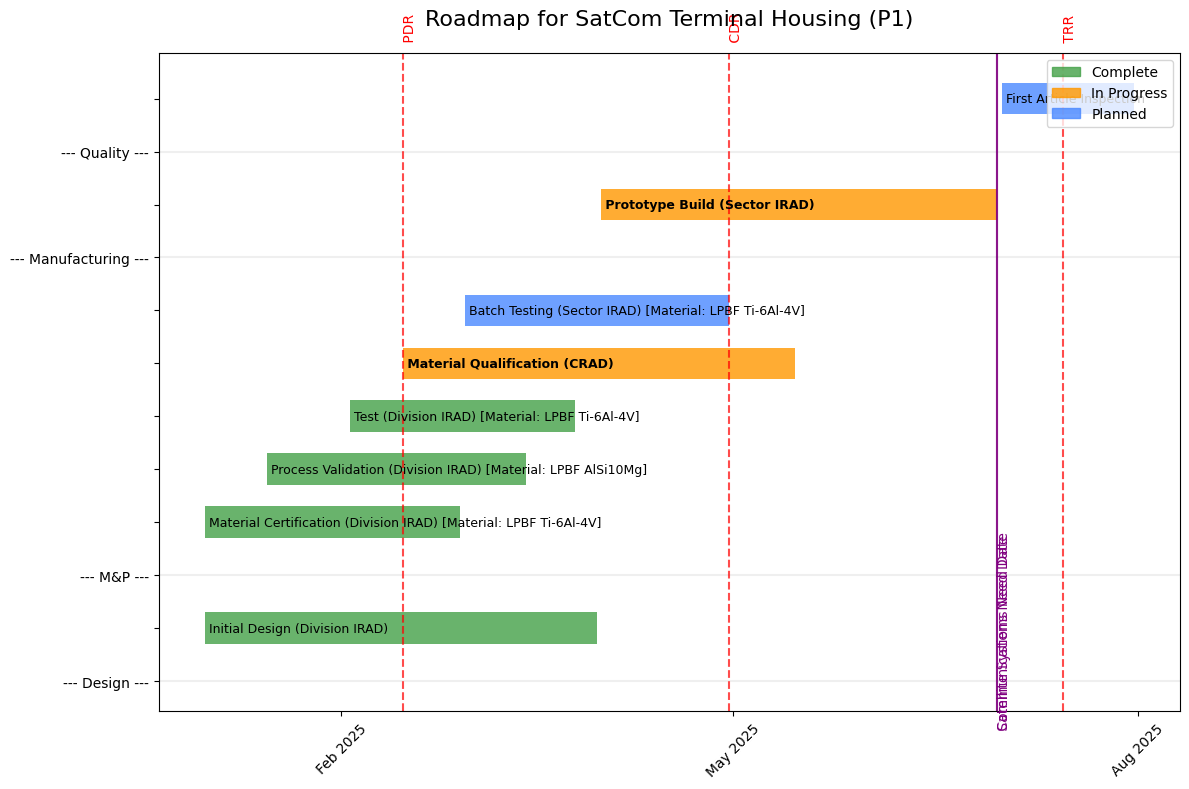 Roadmap for SatCom Terminal Housing (P1)
PDR
CDR
TRR
Complete
In Progress
Planned
First Article Inspection
--- Quality ---
Prototype Build (Sector IRAD)
--- Manufacturing ---
Batch Testing (Sector IRAD) [Material: LPBF Ti-6Al-4V]
Material Qualification (CRAD)
Test (Division IRAD) [Material: LPBF Ti-6Al-4V]
Process Validation (Division IRAD) [Material: LPBF AlSi10Mg]
Material Certification (Division IRAD) [Material: LPBF Ti-6Al-4V]
--- M&P ---
Initial Design (Division IRAD)
--- Design ---
Need Date
Feb 2025
May 2025
Aug 2025